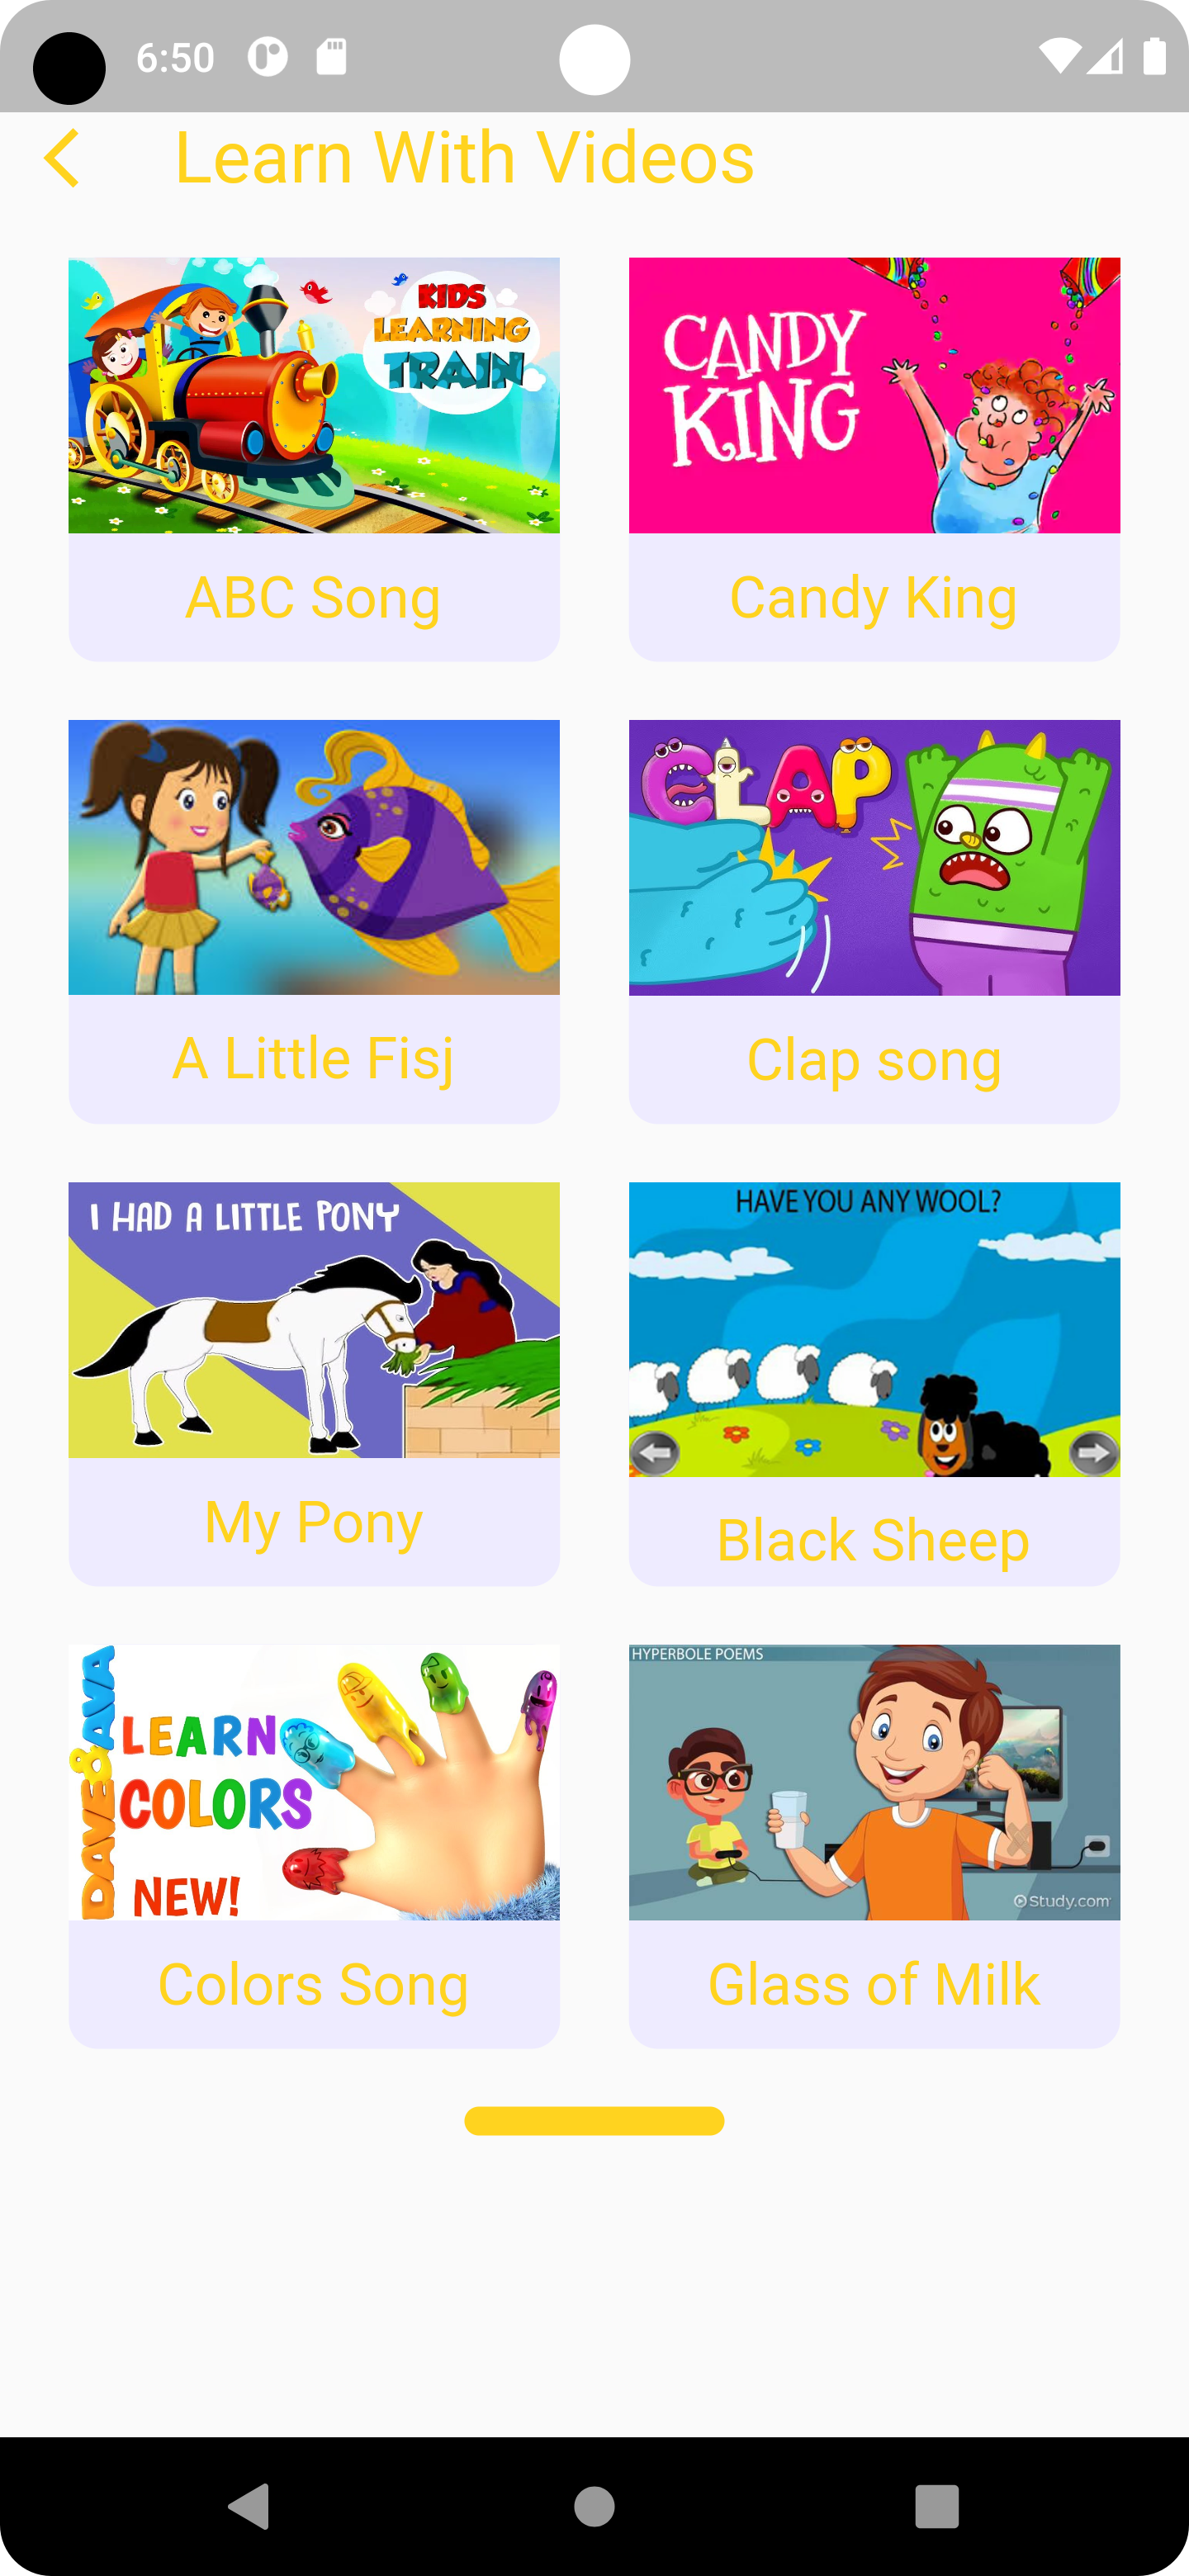 6:50
Learn With Videos
KIDS
LEARNING
TRAIN
CANDY
KING
ABC Song
Candy King
CLAP
A Little Fisj
Clap song
I HAD A LITTLE PONY
HAVE YOU ANY WOOL?
My Pony
Black Sheep
DAVE & AVA
LEARN
COLORS
NEW!
HYPERBOLE POEMS
Study.com
Colors Song
Glass of Milk